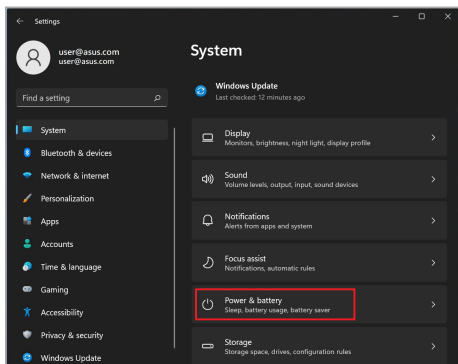 Settings
user@asus.com
user@asus.com
Find a setting
System
Bluetooth & devices
Network & internet
Personalization
Apps
Accounts
Time & language
Gaming
Accessibility
Privacy & security
Windows Update
System
Windows Update
Last checked: 12 minutes ago
Display
Monitors, brightness, night light, display profile
Sound
Volume levels, output, input, sound devices
Notifications
Alerts from apps and system
Focus assist
Notifications, automatic rules
Power & battery
Sleep, battery usage, battery saver
Storage
Storage space, drives, configuration rules